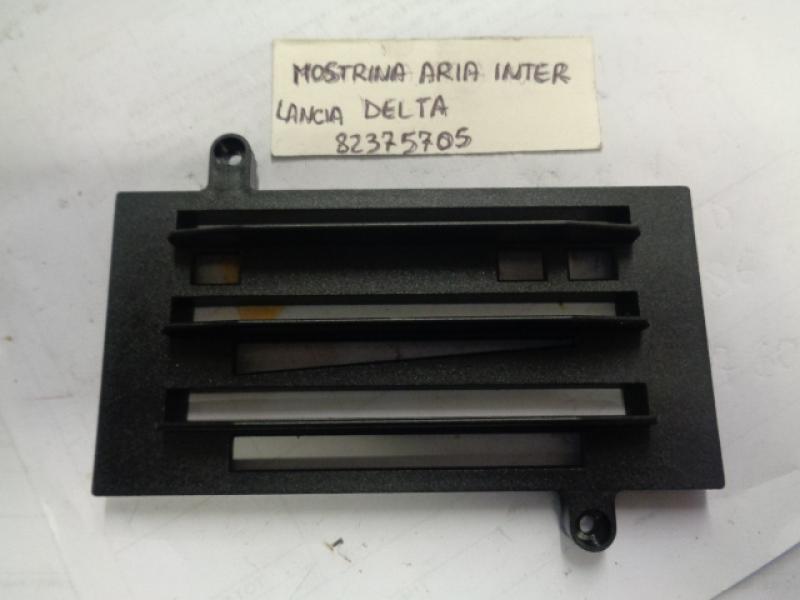 MOSTRINA ARIA INTER
LANCIA DELTA
82375705